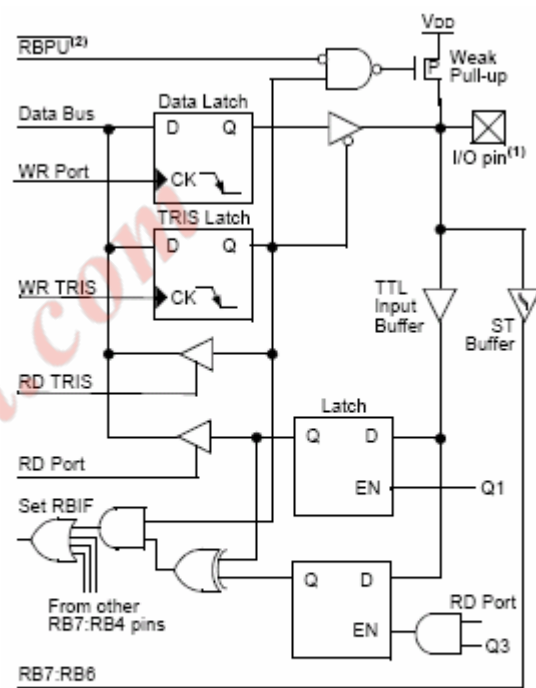 VDD
RBPU(2)
P
Weak
Pull-up
Data Bus
Data Latch
D Q
I/O pin(1)
WR Port
CK
TRIS Latch
D Q
WR TRIS
CK
TTL
Input
Buffer
ST
Buffer
RD TRIS
Latch
Q D
RD Port
EN
Q1
Set RBIF
Q D
From other
RB7:RB4 pins
RD Port
EN
Q3
RB7:RB6
.com